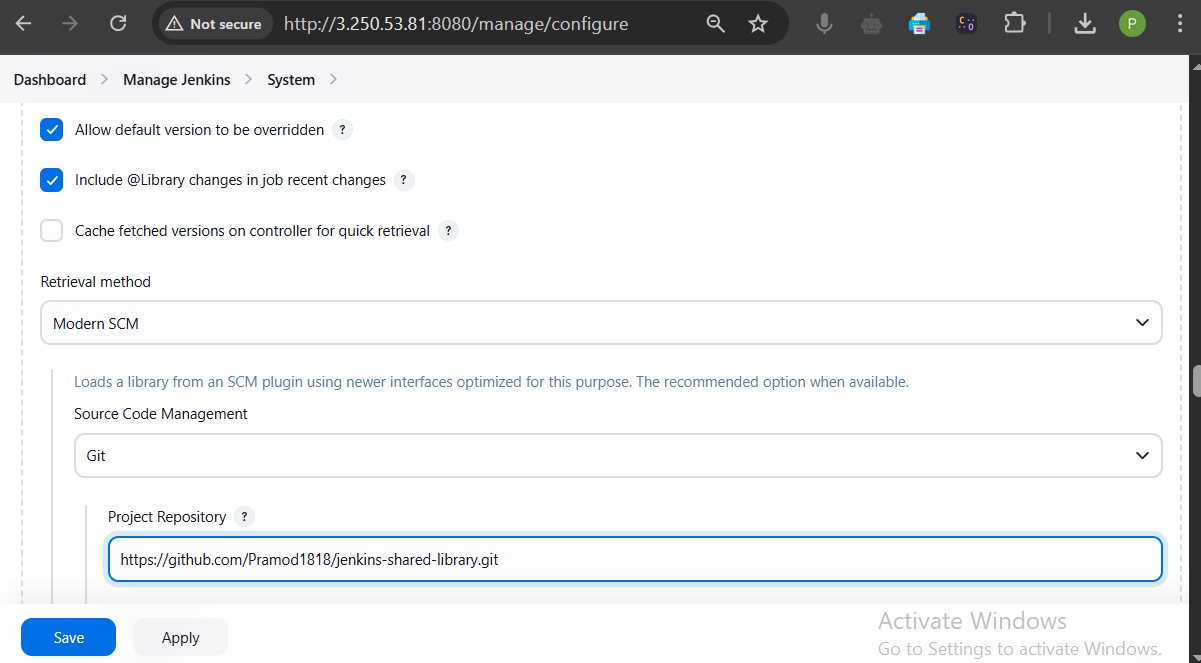 Not secure http://3.250.53.81:8080/manage/configure P
Dashboard Manage Jenkins System
Allow default version to be overridden ?
Include @Library changes in job recent changes ?
Cache fetched versions on controller for quick retrieval ?
Retrieval method
Modern SCM
Loads a library from an SCM plugin using newer interfaces optimized for this purpose. The recommended option when available.
Source Code Management
Git
Project Repository ?
https://github.com/Pramod1818/jenkins-shared-library.git
Save Apply
Activate Windows
Go to Settings to activate Windows.